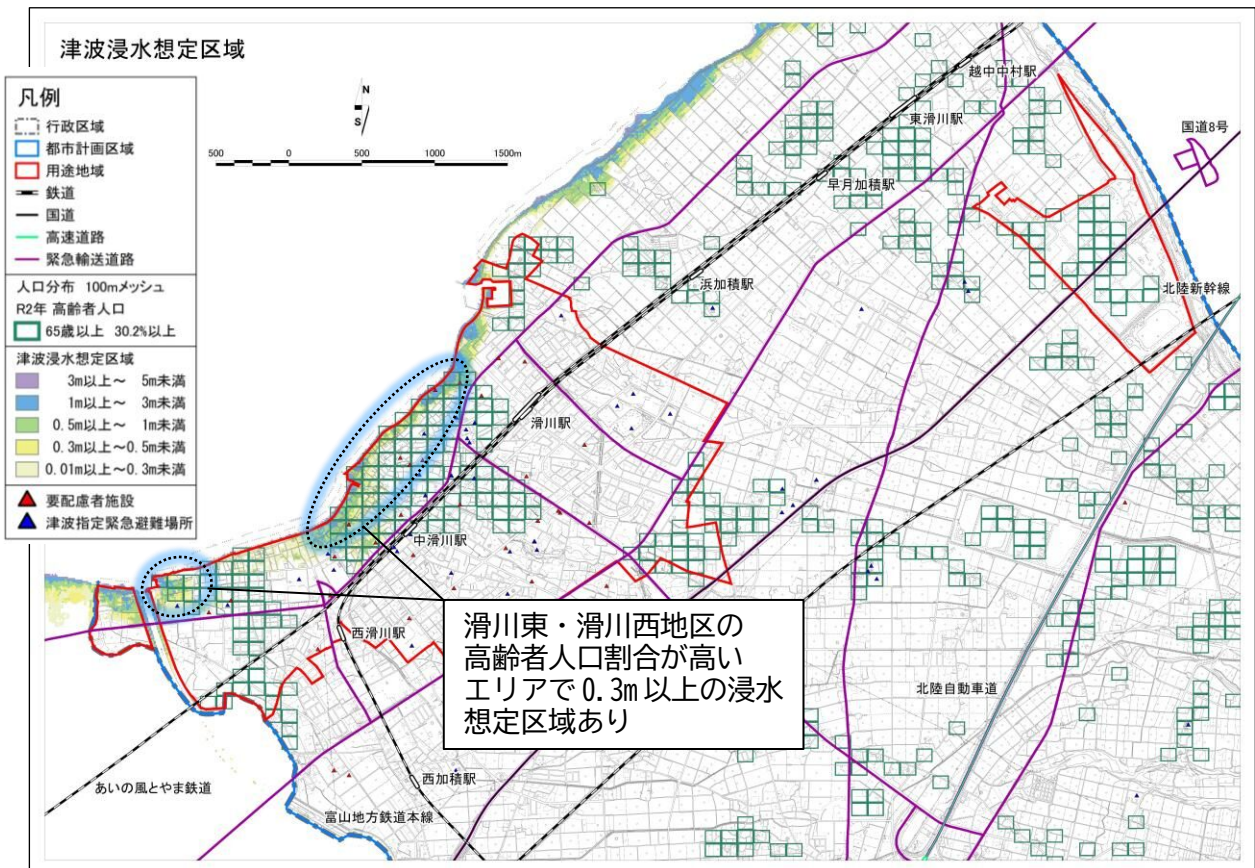 津波浸水想定区域
凡例
行政区域
都市計画区域
用途地域
鉄道
国道
高速道路
緊急輸送道路
人口分布 100mメッシュ
R2年 高齢者人口
65歳以上 30.2%以上
津波浸水想定区域
3m以上～ 5m未満
1m以上～ 3m未満
0.5m以上～ 1m未満
0.3m以上～0.5m未満
0.01m以上～0.3m未満
要配慮者施設
津波指定緊急避難場所
N
S
500 0 500 1000 1500m
越中中村駅
東滑川駅
国道8号
早月加積駅
浜加積駅
北陸新幹線
滑川駅
中滑川駅
西滑川駅
滑川東・滑川西地区の
高齢者人口割合が高い
エリアで0.3m以上の浸水
想定区域あり
北陸自動車道
西加積駅
あいの風とやま鉄道
富山地方鉄道本線